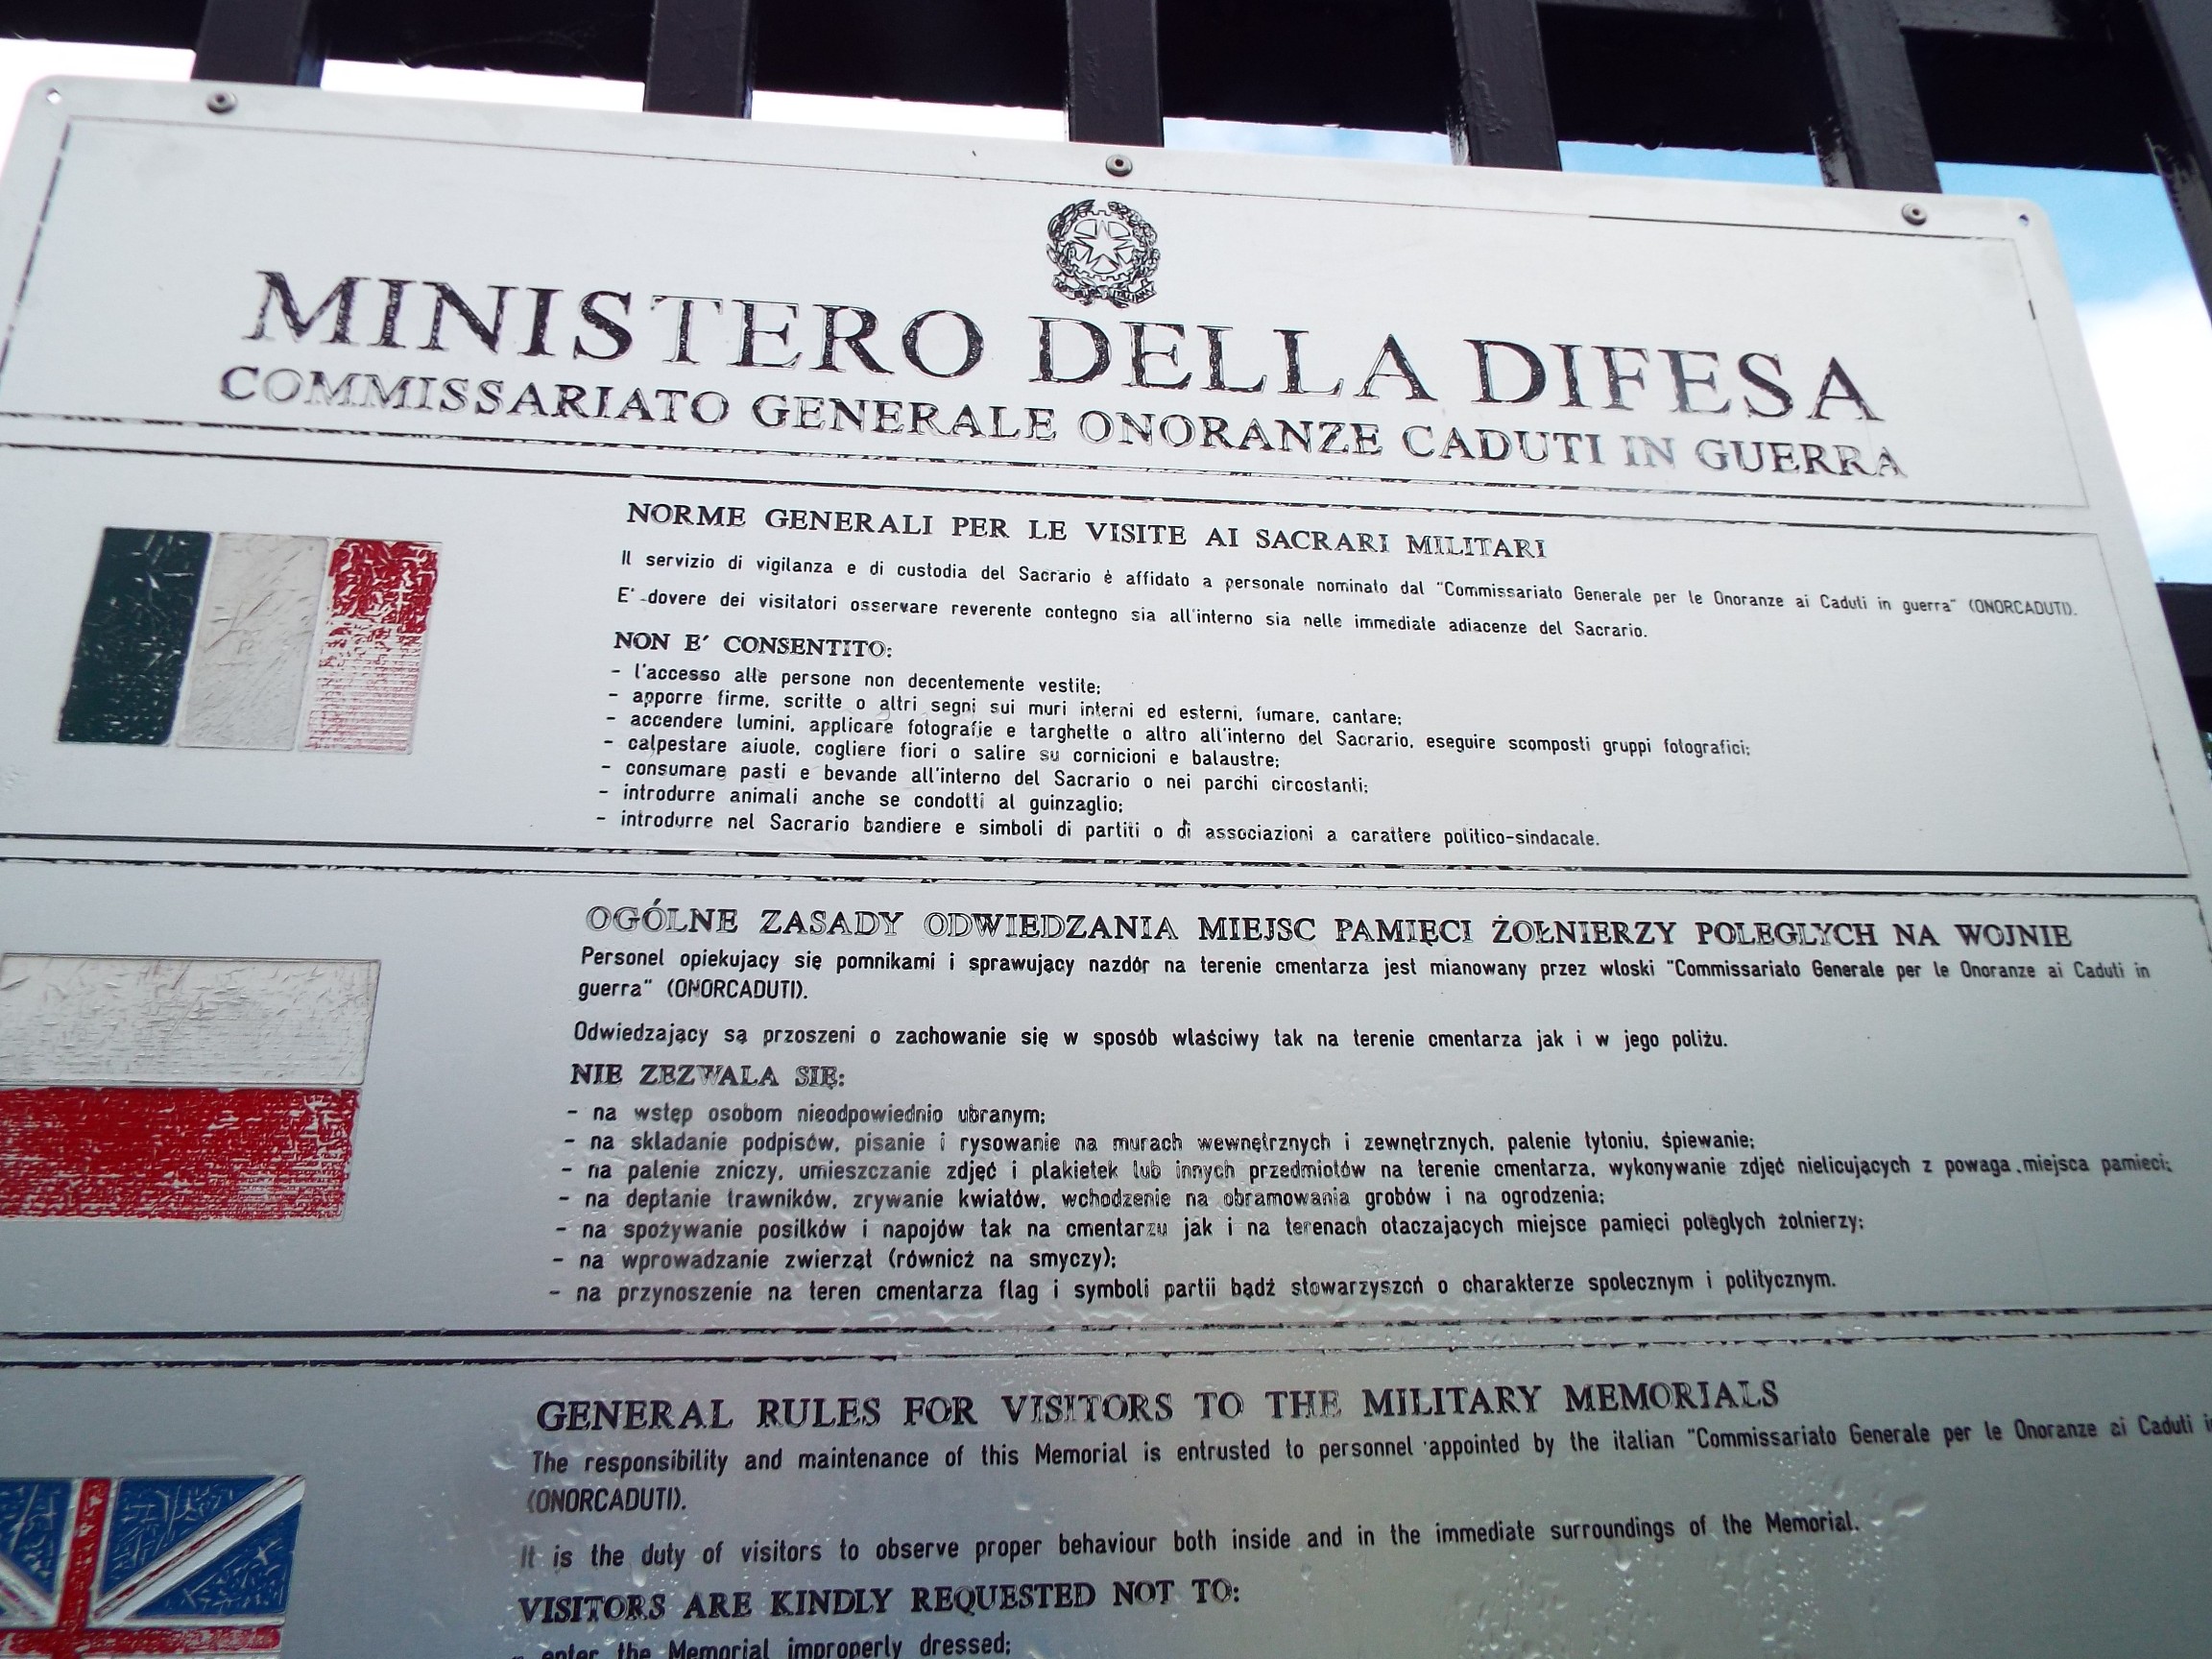 MINISTERO DELLA DIFESA
COMMISSARIATO GENERALE ONORANZE CADUTI IN GUERRA
NORME GENERALI PER LE VISITE AI SACRARI MILITARI
Il servizio di vigilanza e di custodia del Sacrario è affidato a personale nominato dal "Commissariato Generale per le Onoranze ai Caduti in guerra" (ONORCADUTI).
E' dovere dei visitatori osservare reverente contegno sia all'interno sia nelle immediate adiacenze del Sacrario.
NON E' CONSENTITO:
- l'accesso alle persone non decentemente vestite;
- apporre firme, scritte o altri segni sui muri interni ed esterni, fumare, cantare;
- accendere lumini, applicare fotografie e targhette o altro all'interno del Sacrario, eseguire scomposti gruppi fotografici;
- calpestare aiuole, cogliere fiori o salire su cornicioni e balaustre;
- consumare pasti e bevande all'interno del Sacrario o nei parchi circostanti;
- introdurre animali anche se condotti al guinzaglio;
- introdurre nel Sacrario bandiere e simboli di partiti o di associazioni a carattere politico-sindacale.
OGÓLNE ZASADY ODWIEDZANIA MIEJSC PAMIĘCI ŻOŁNIERZY POLEGLYCH NA WOJNIE
Personel opiekujacy się pomnikami i sprawujący nazdór na terenie cmentarza jest mianowany przez wloski "Commissariato Generale per le Onoranze ai Caduti in
guerra" (ONORCADUTI).
Odwiedzający są przoszeni o zachowanie się w sposób wlaściwy tak na terenie cmentarza jak i w jego poliżu.
NIE ZEZWALA SIĘ:
- na wstęp osobom nieodpowiednio ubranym;
- na skladanie podpisów, pisanie i rysowanie na murach wewnętrznych i zewnętrznych, palenie tytoniu, śpiewanie;
- na palenie zniczy, umieszczanie zdjęć i plakietek lub innych przedmiotów na terenie cmentarza, wykonywanie zdjęć nielicujących z powaga miejsca pamieci;
- na deptanie trawników, zrywanie kwiatów, wchodzenie na obramowania grobów i na ogrodzenia;
- na spożywanie posilków i napojów tak na cmentarzu jak i na terenach otaczajacych miejsce pamięci poleglych żolnierzy;
- na wprowadzanie zwierząt (równicż na smyczy);
- na przynoszenie na teren cmentarza flag i symboli partii bądź stowarzyszcń o charakterze spolecznym i politycznym.
GENERAL RULES FOR VISITORS TO THE MILITARY MEMORIALS
The responsibility and maintenance of this Memorial is entrusted to personnel appointed by the italian "Commissariato Generale per le Onoranze ai Caduti
(ONORCADUTI).
It is the duty of visitors to observe proper behaviour both inside and in the immediate surroundings of the Memorial.
VISITORS ARE KINDLY REQUESTED NOT TO:
- enter the Memorial improperly dressed;